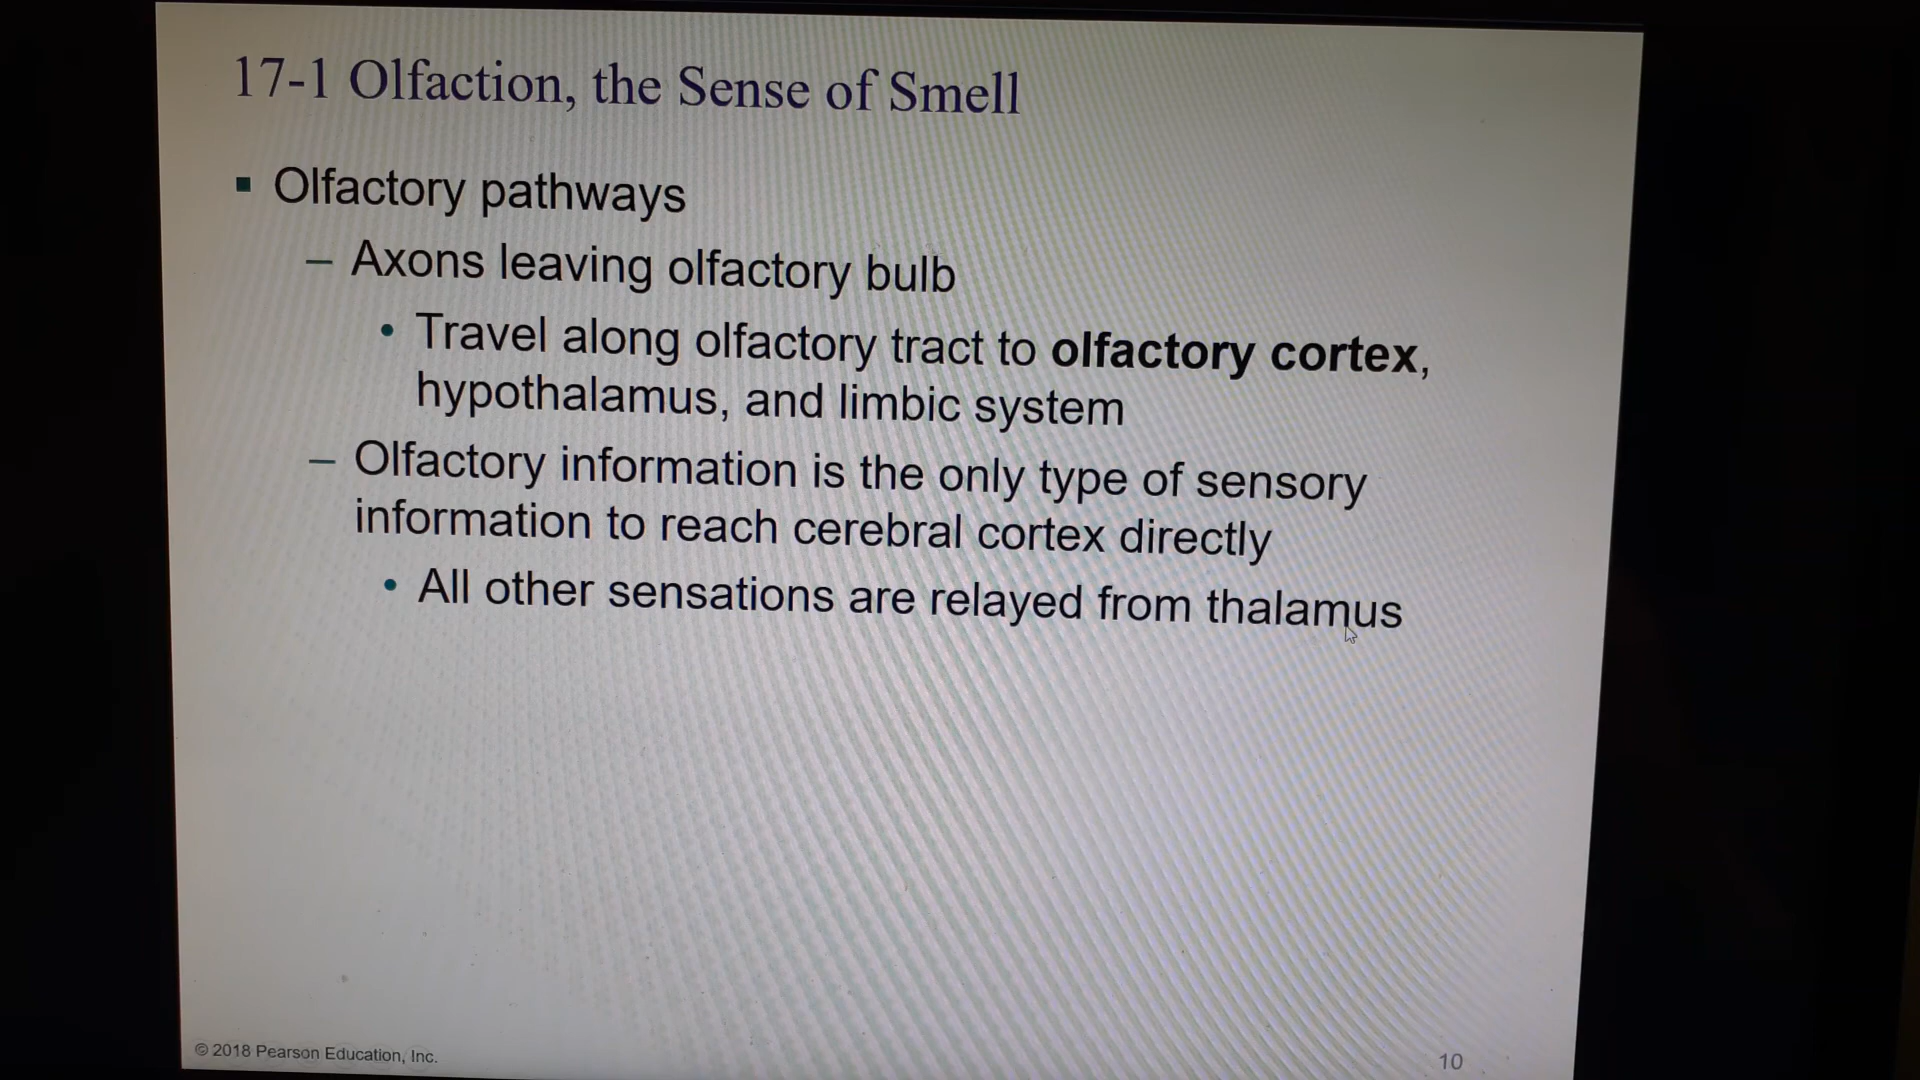 17-1 Olfaction, the Sense of Smell
▪ Olfactory pathways
– Axons leaving olfactory bulb
• Travel along olfactory tract to olfactory cortex,
hypothalamus, and limbic system
– Olfactory information is the only type of sensory
information to reach cerebral cortex directly
• All other sensations are relayed from thalamus
© 2018 Pearson Education, Inc.
10